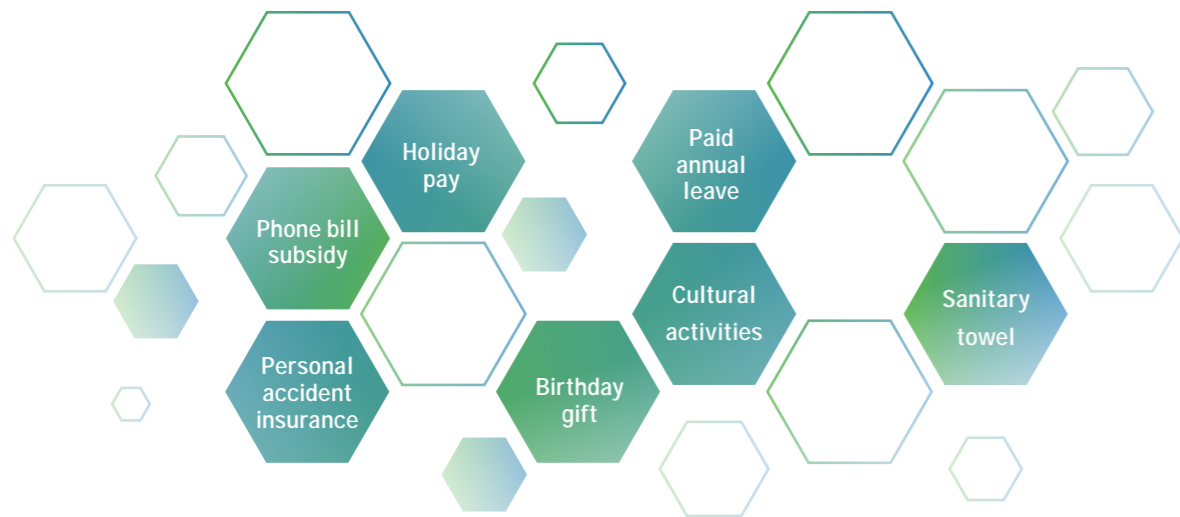 Holiday
pay
Paid
annual
leave
Phone bill
subsidy
Cultural
activities
Sanitary
towel
Personal
accident
insurance
Birthday
gift